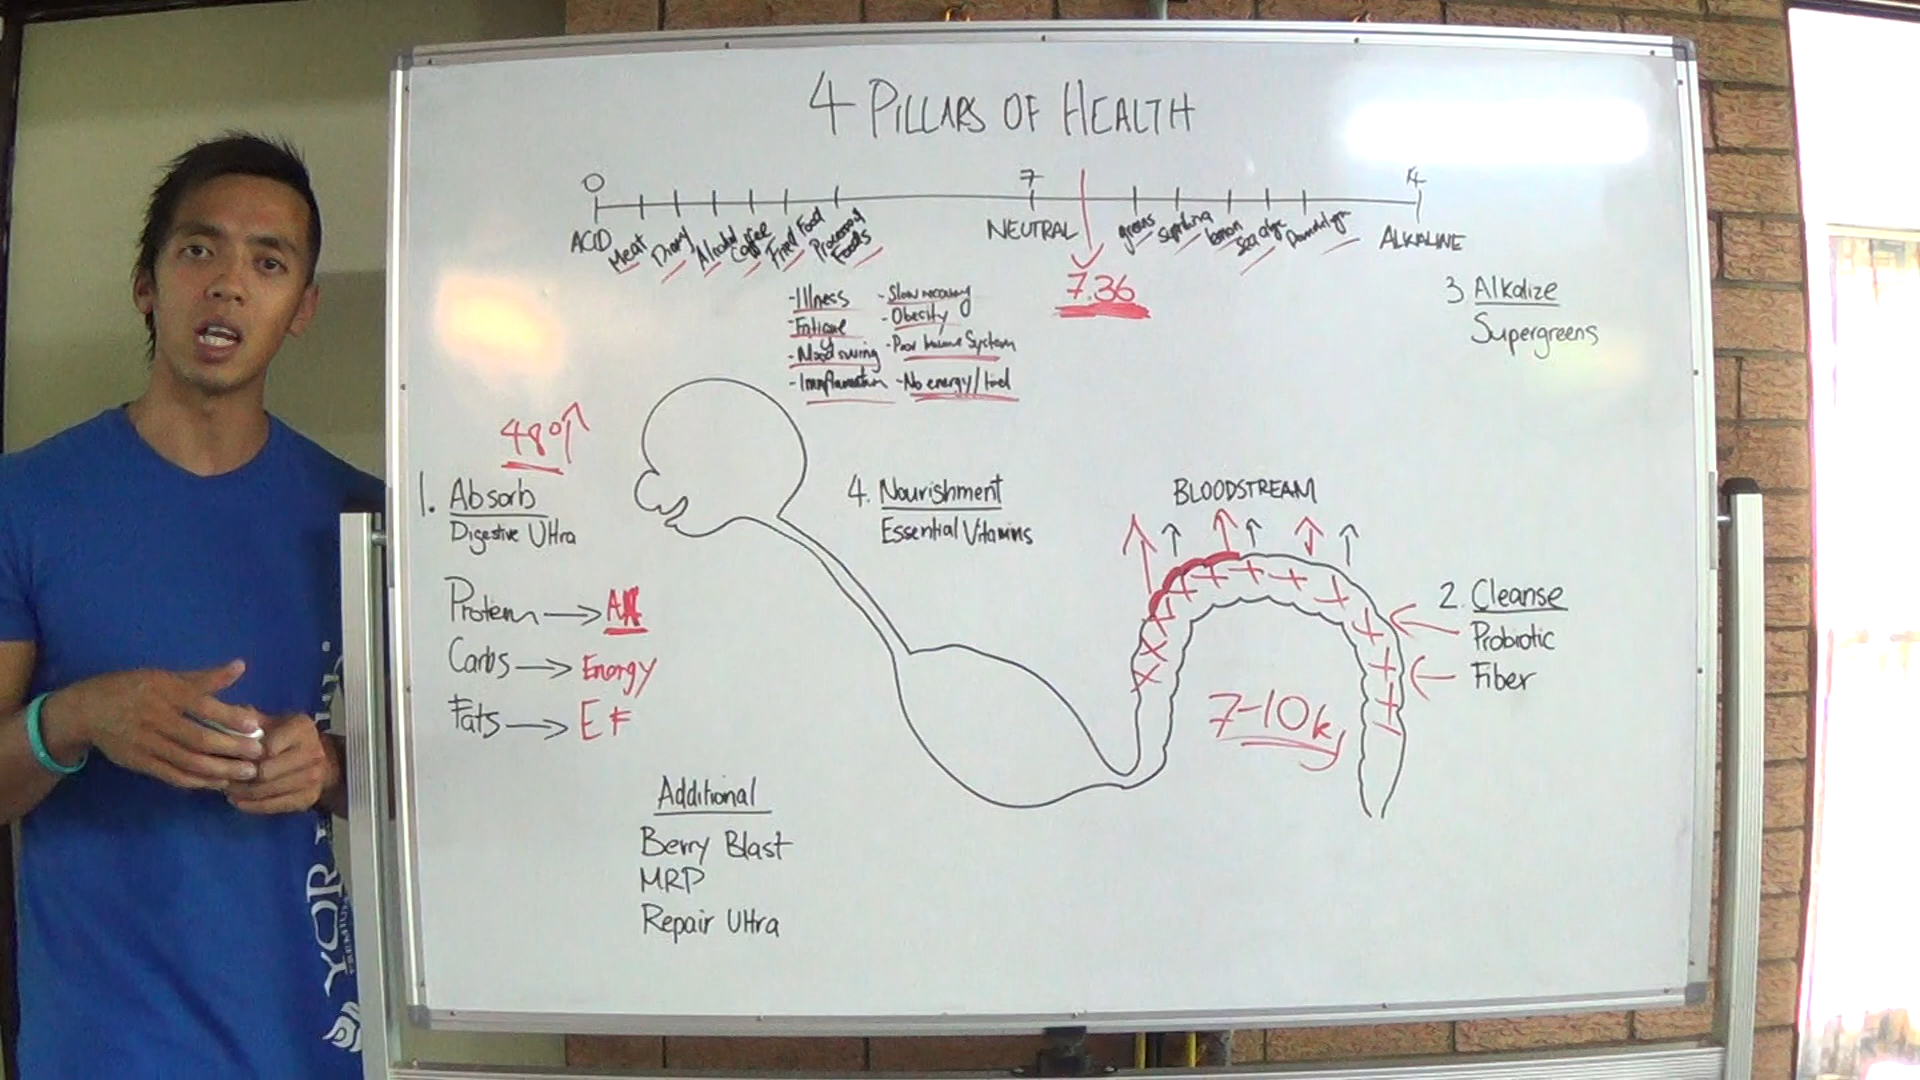 4 PILLARS OF HEALTH
0
7
14
ACID
Meat
Dairy
Alcohol
Coffee
Fried Food
Processed
Foods
NEUTRAL
greens
lemon
Sea algae
ALKALINE
7.36
-Illness
-Fatigue
-Mood swing
-Slow recovery
-Obesity
-Poor Immune System
-No energy/fuel
3 Alkalize
Supergreens
48%
1. Absorb
Digestive Ultra
Protein → AA
Carbs → Energy
Fats → EF
4. Nourishment
Essential Vitamins
BLOODSTREAM
2. Cleanse
Probiotic
Fiber
7-10k
Additional
Berry Blast
MRP
Repair Ultra
YOR